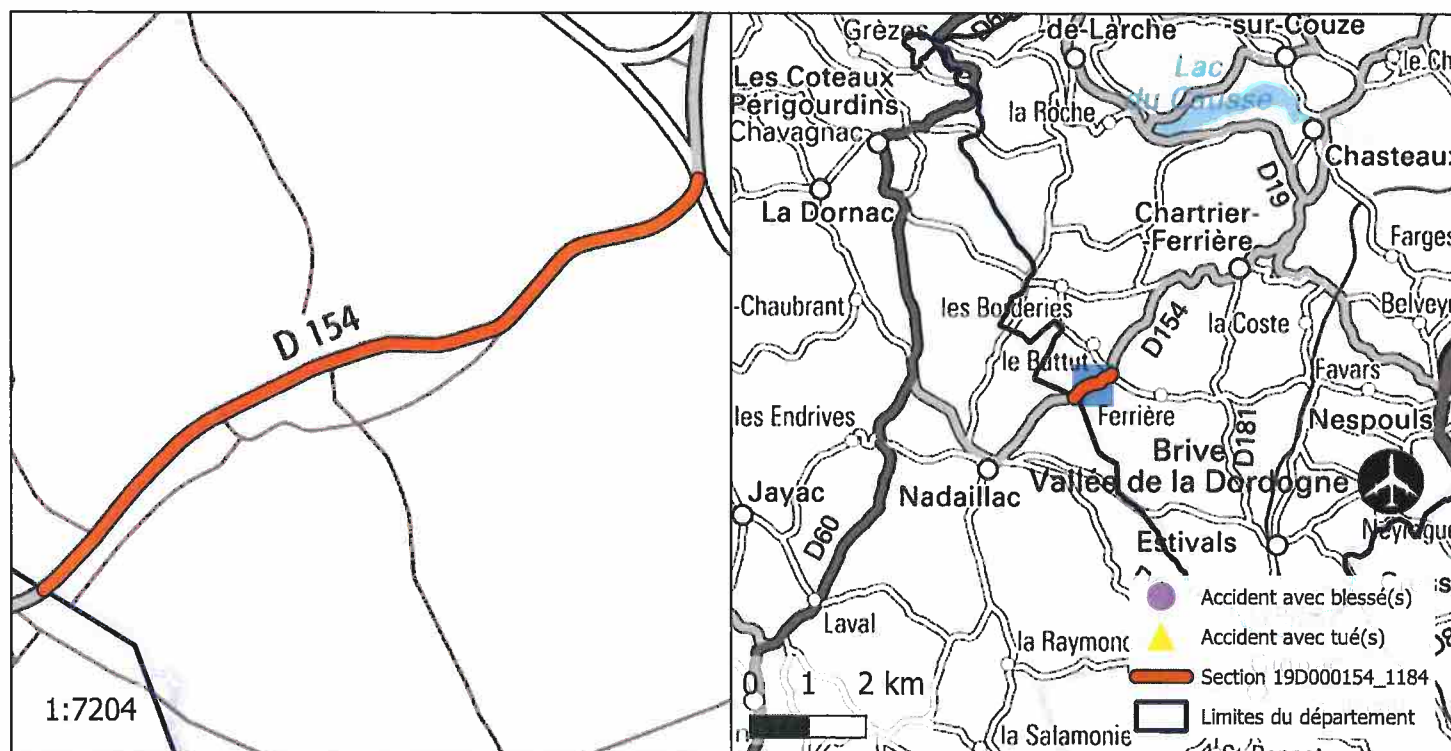 D 154
1:7204
Grèzes
de-Larche
-sur-Couze
Les Coteaux
Périgourdins
Chavagnac
la Roche
Lac
du Causse
Chasteaux
La Dornac
D19
Chartrier-
-Ferrière
Farges
-Chaubrant
les Borderies
D154
la Coste
le Battut
Favars
les Endrives
Ferrière
Nespouls
D181
Brive
Vallée de la Dordogne
Jayac
Nadaillac
D60
Estivals
Laval
la Raymond
0 1 2 km
la Salamonie
Accident avec blessé(s)
Accident avec tué(s)
Section 19D000154_1184
Limites du département